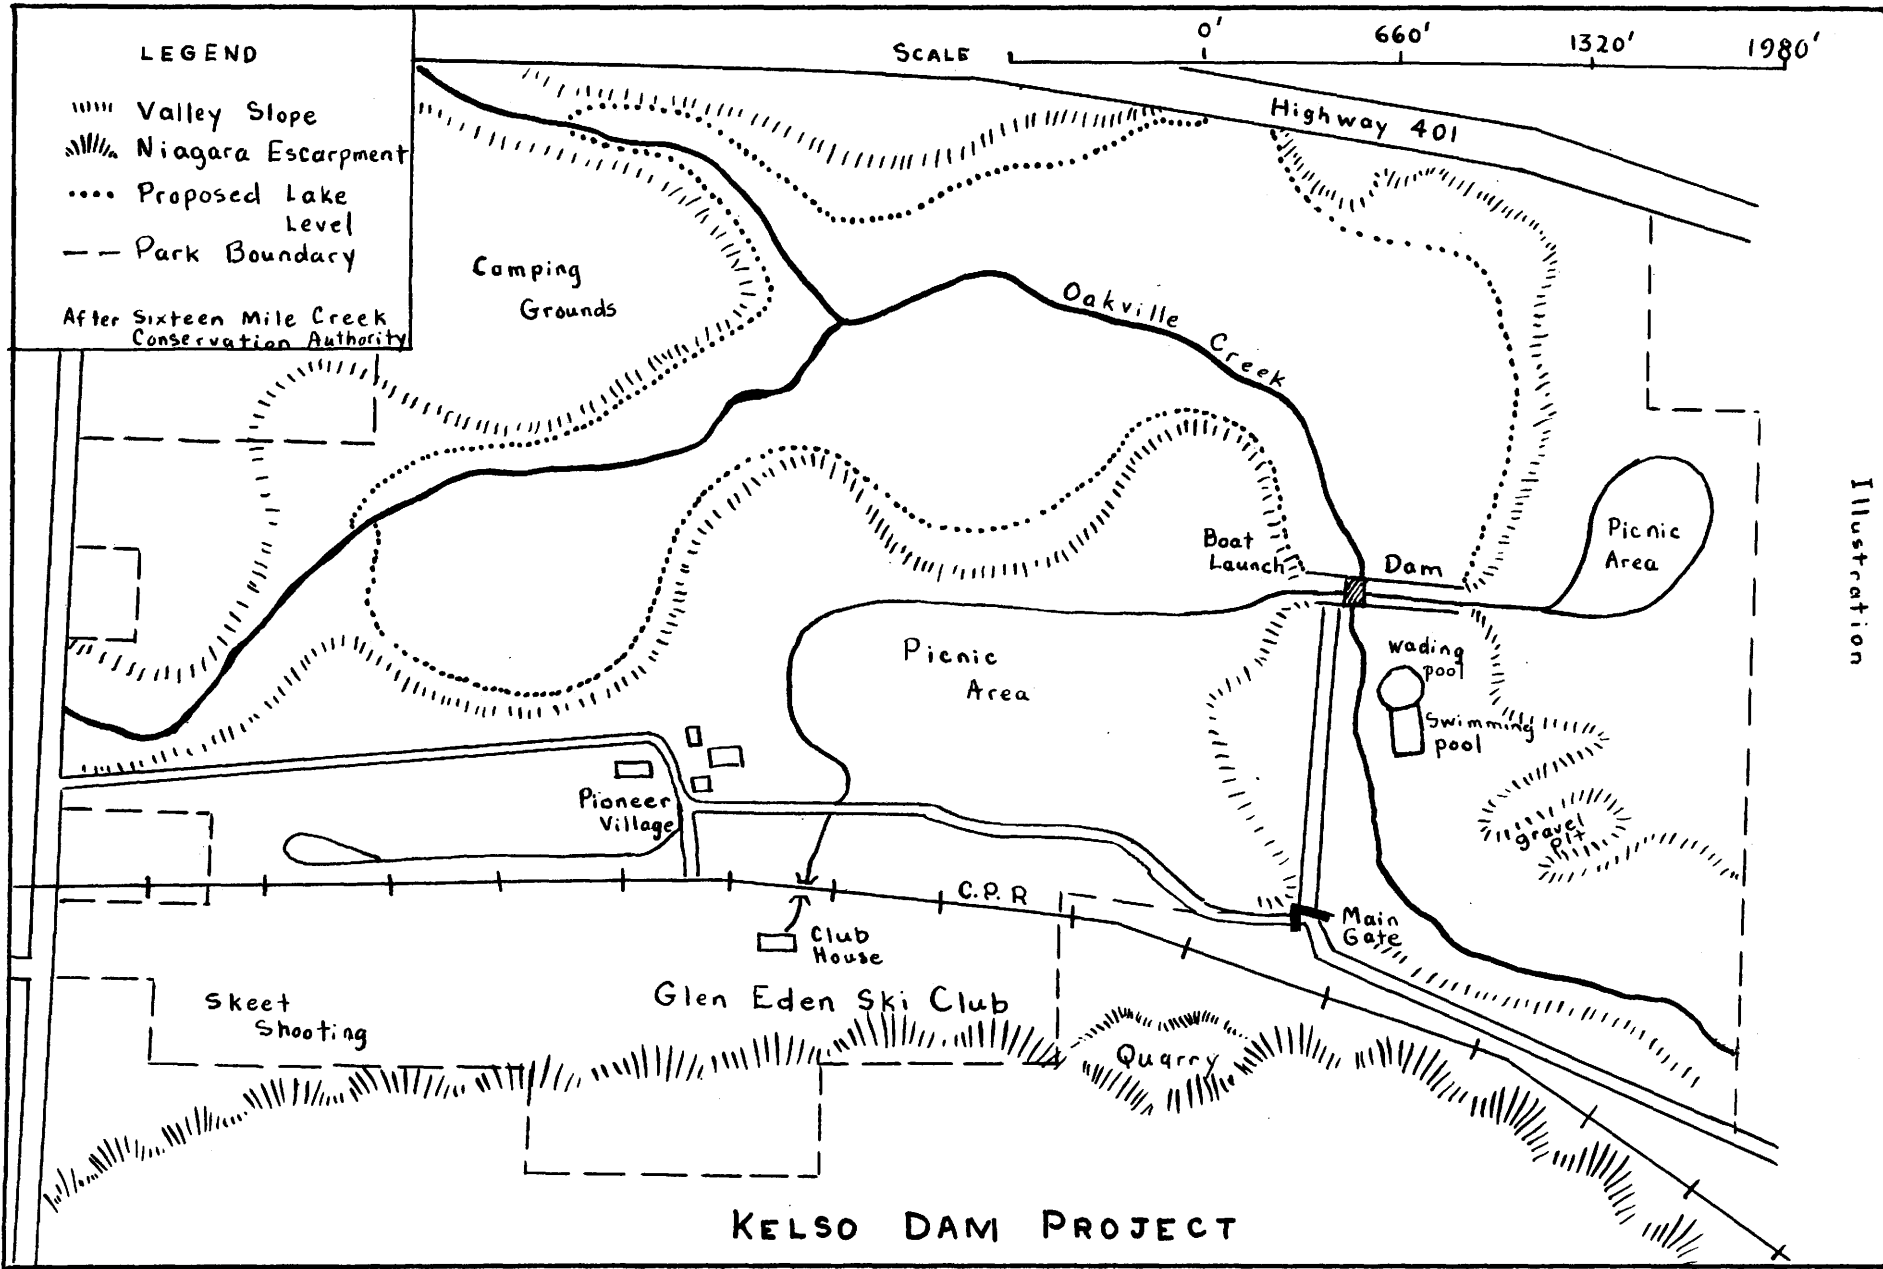 LEGEND
Valley Slope
Niagara Escarpment
Proposed Lake
Level
Park Boundary
After Sixteen Mile Creek
Conservation Authority
SCALE
0' 660' 1320' 1980'
Highway 401
Camping
Grounds
Oakville Creek
Boat
Launch
Dam
Picnic
Area
Illustration
Picnic
Area
Wading
pool
Swimming
pool
Pioneer
Village
gravel
pit
C.P.R
Main
Gate
Club
House
Skeet
Shooting
Glen Eden Ski Club
Quarry
KELSO DAM PROJECT